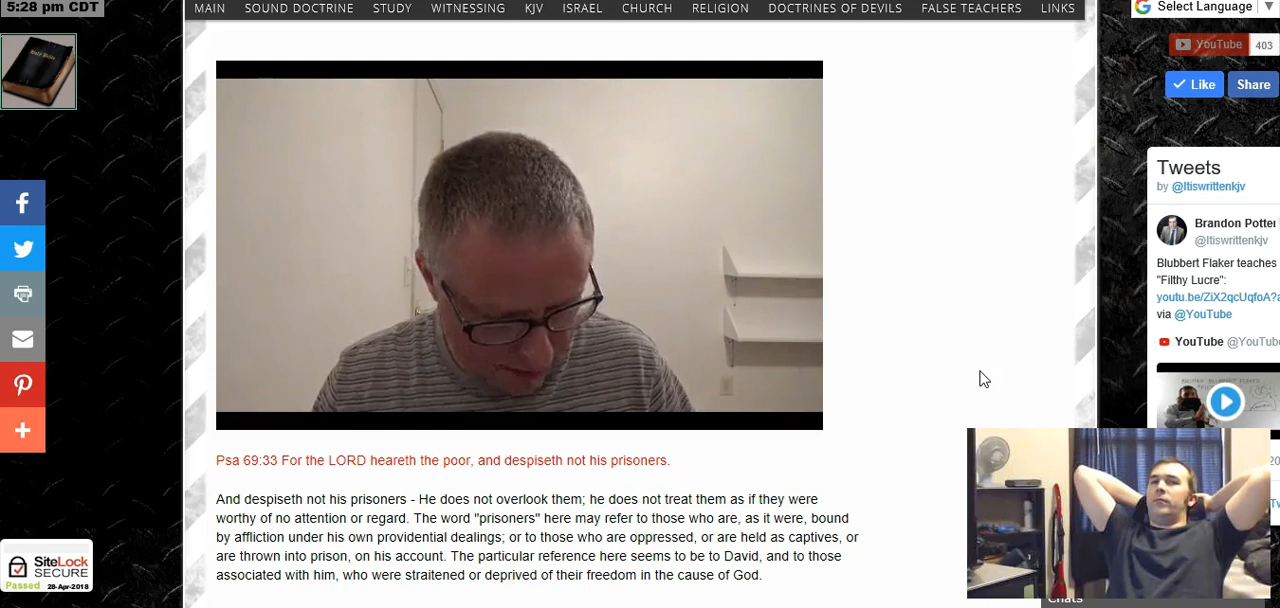 5:28 pm CDT
MAIN SOUND DOCTRINE STUDY WITNESSING KJV ISRAEL CHURCH RELIGION DOCTRINES OF DEVILS FALSE TEACHERS LINKS
Select Language ▼
YouTube 403
Like Share
Tweets
by @Itiswrittenkjv
Brandon Potter
@Itiswrittenkjv
Blubbert Flaker teaches
"Filthy Lucre":
youtu.be/ZiX2qcUqfoA?a
via @YouTube
YouTube @YouTube
Psa 69:33 For the LORD heareth the poor, and despiseth not his prisoners.
And despiseth not his prisoners - He does not overlook them; he does not treat them as if they were
worthy of no attention or regard. The word "prisoners" here may refer to those who are, as it were, bound
by affliction under his own providential dealings, or to those who are oppressed, or are held as captives, or
are thrown into prison, on his account. The particular reference here seems to be to David, and to those
associated with him, who were straitened or deprived of their freedom in the cause of God.
SiteLock
SECURE
Passed 28-Apr-2018
Chats